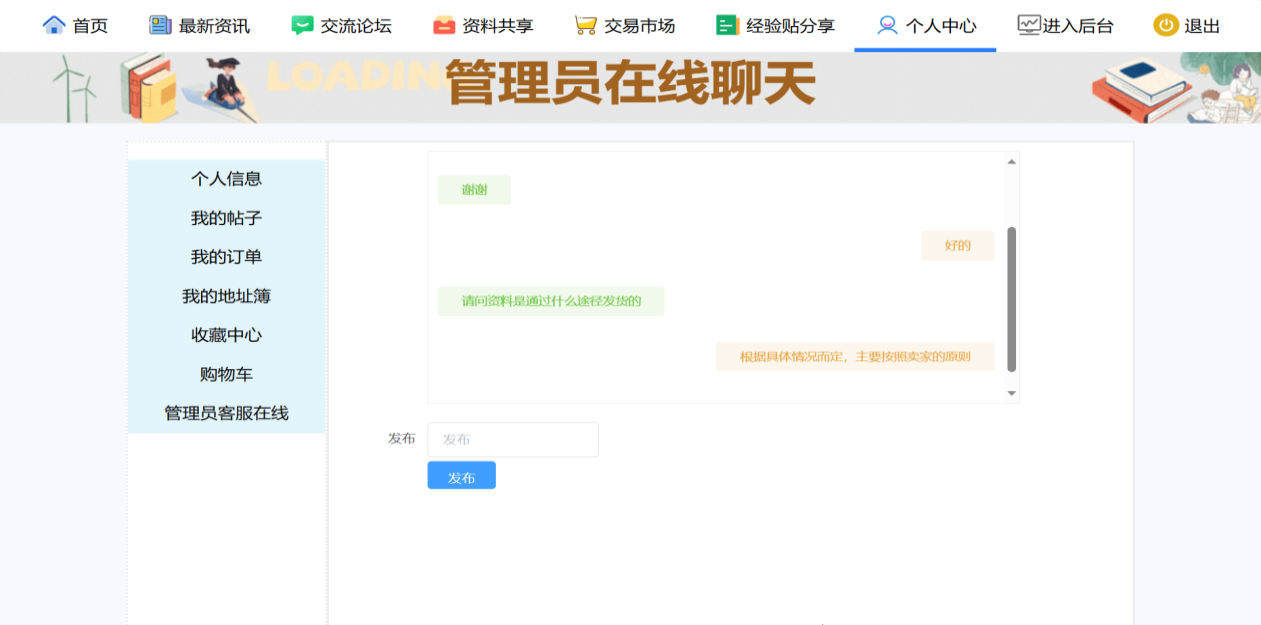 首页 最新资讯 交流论坛 资料共享 交易市场 经验贴分享 个人中心 进入后台 退出
LOADIN
管理员在线聊天
个人信息
我的帖子
我的订单
我的地址簿
收藏中心
购物车
管理员客服在线
谢谢
好的
请问资料是通过什么途径发货的
根据具体情况而定，主要按照卖家的原则
发布 发布
发布